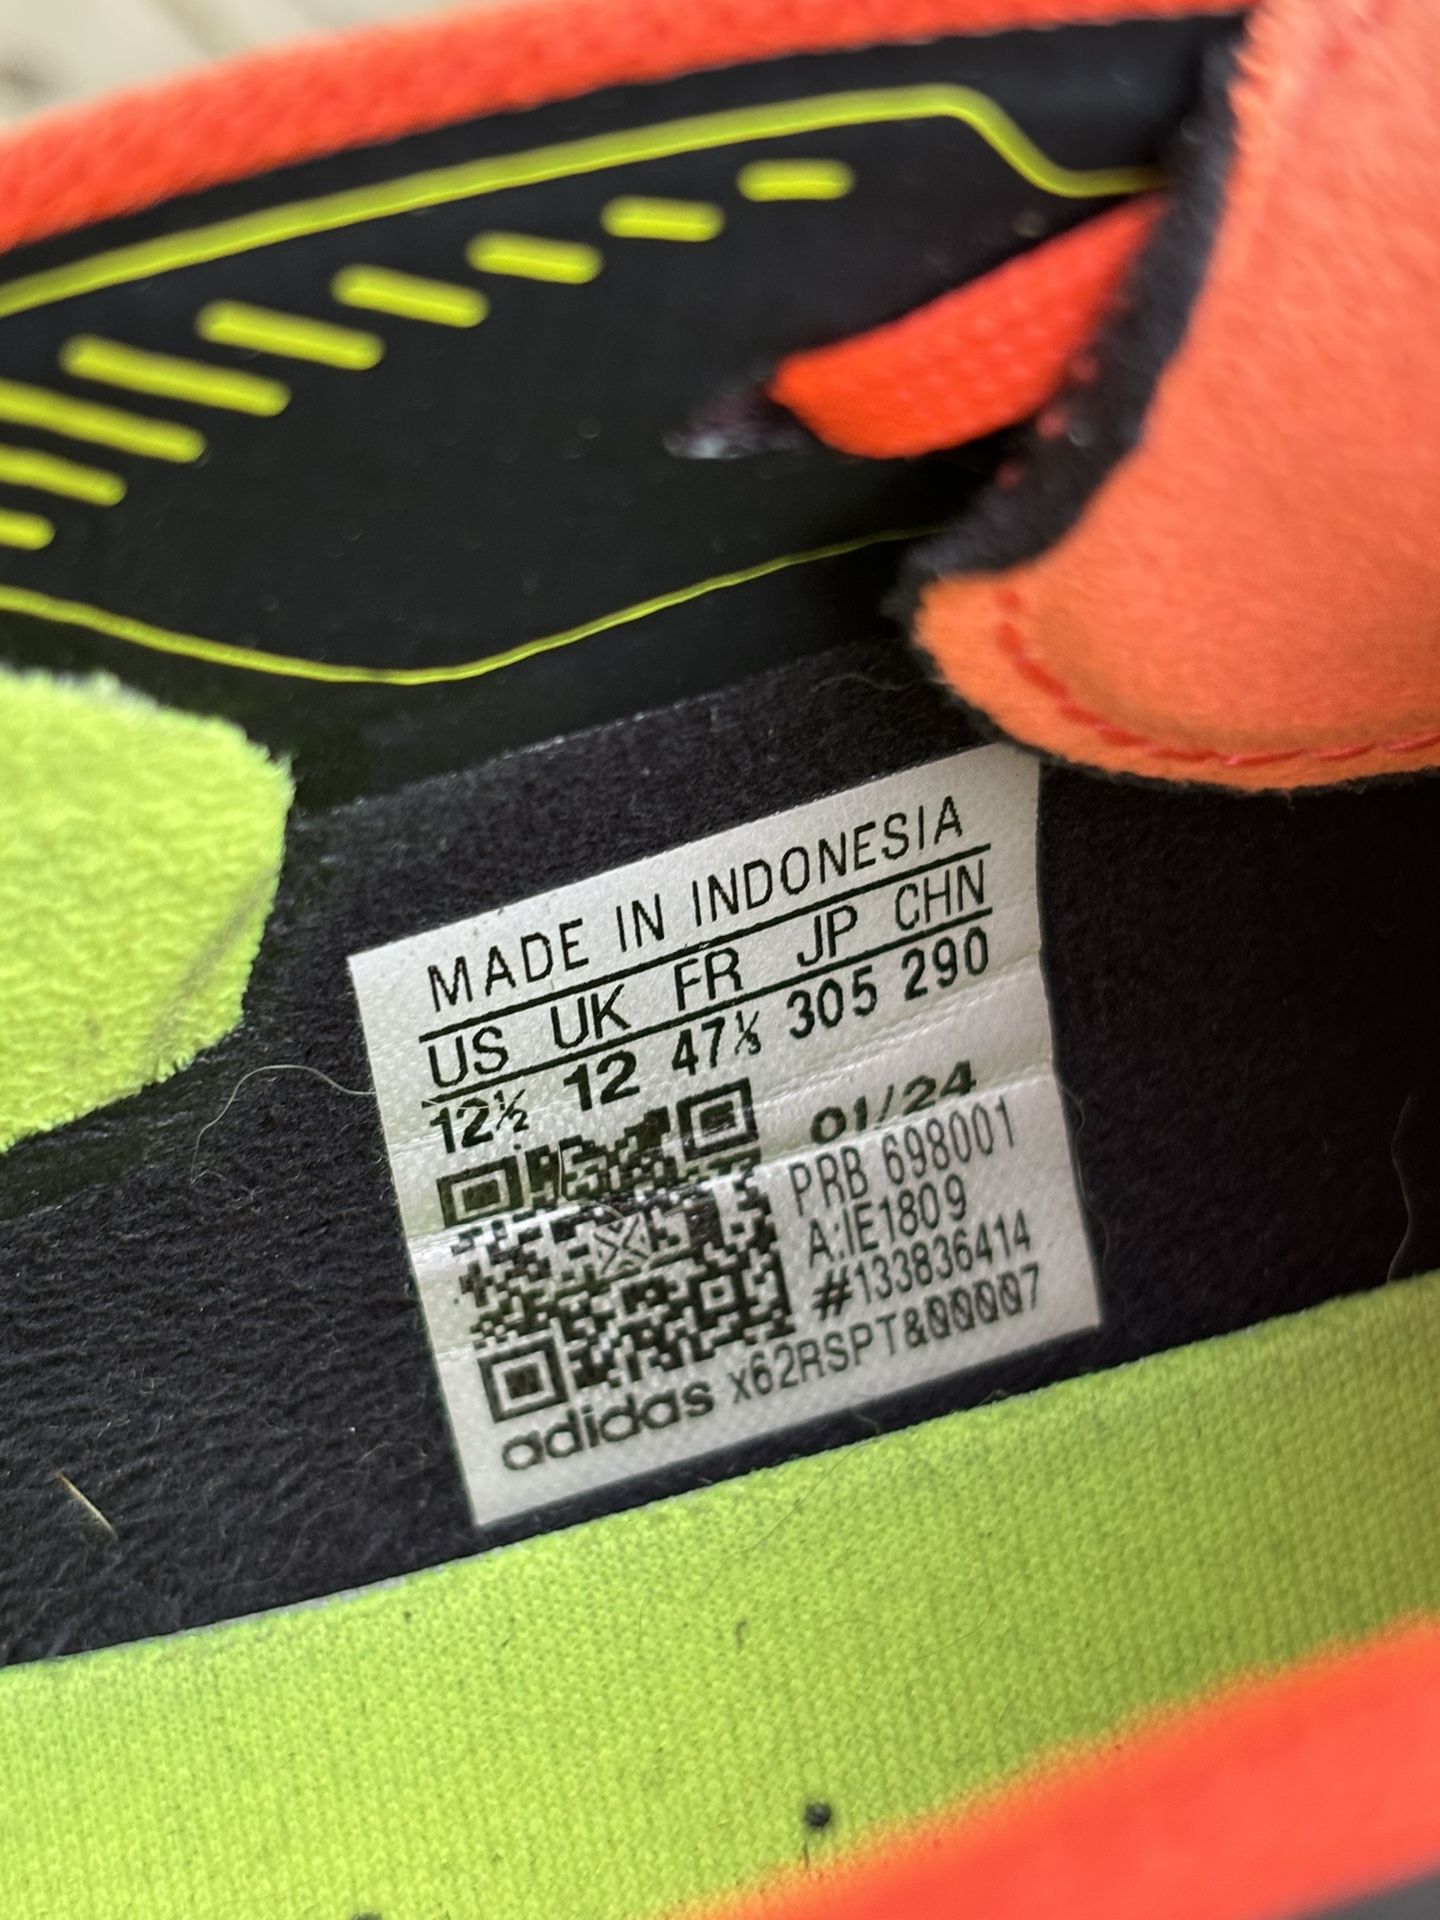 MADE IN INDONESIA
US UK FR JP CHN
12½ 12 47⅓ 305 290
01/24
PRB 698001
A:IE1809
#133836414
adidas x62RSPT&00007